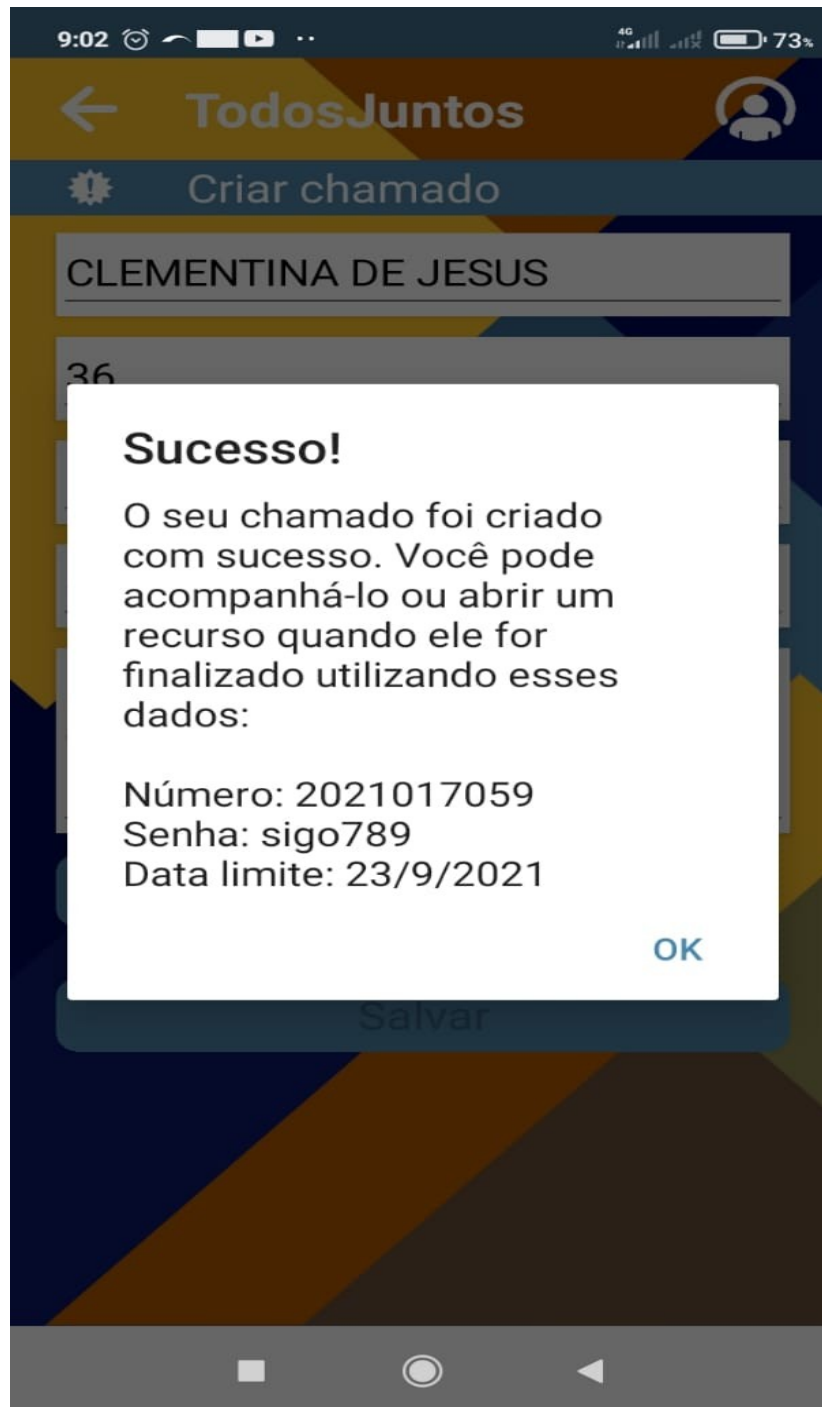 9:02
4G
73%
TodosJuntos
Criar chamado
CLEMENTINA DE JESUS
36
Sucesso!
O seu chamado foi criado
com sucesso. Você pode
acompanhá-lo ou abrir um
recurso quando ele for
finalizado utilizando esses
dados:
Número: 2021017059
Senha: sigo789
Data limite: 23/9/2021
OK
Salvar